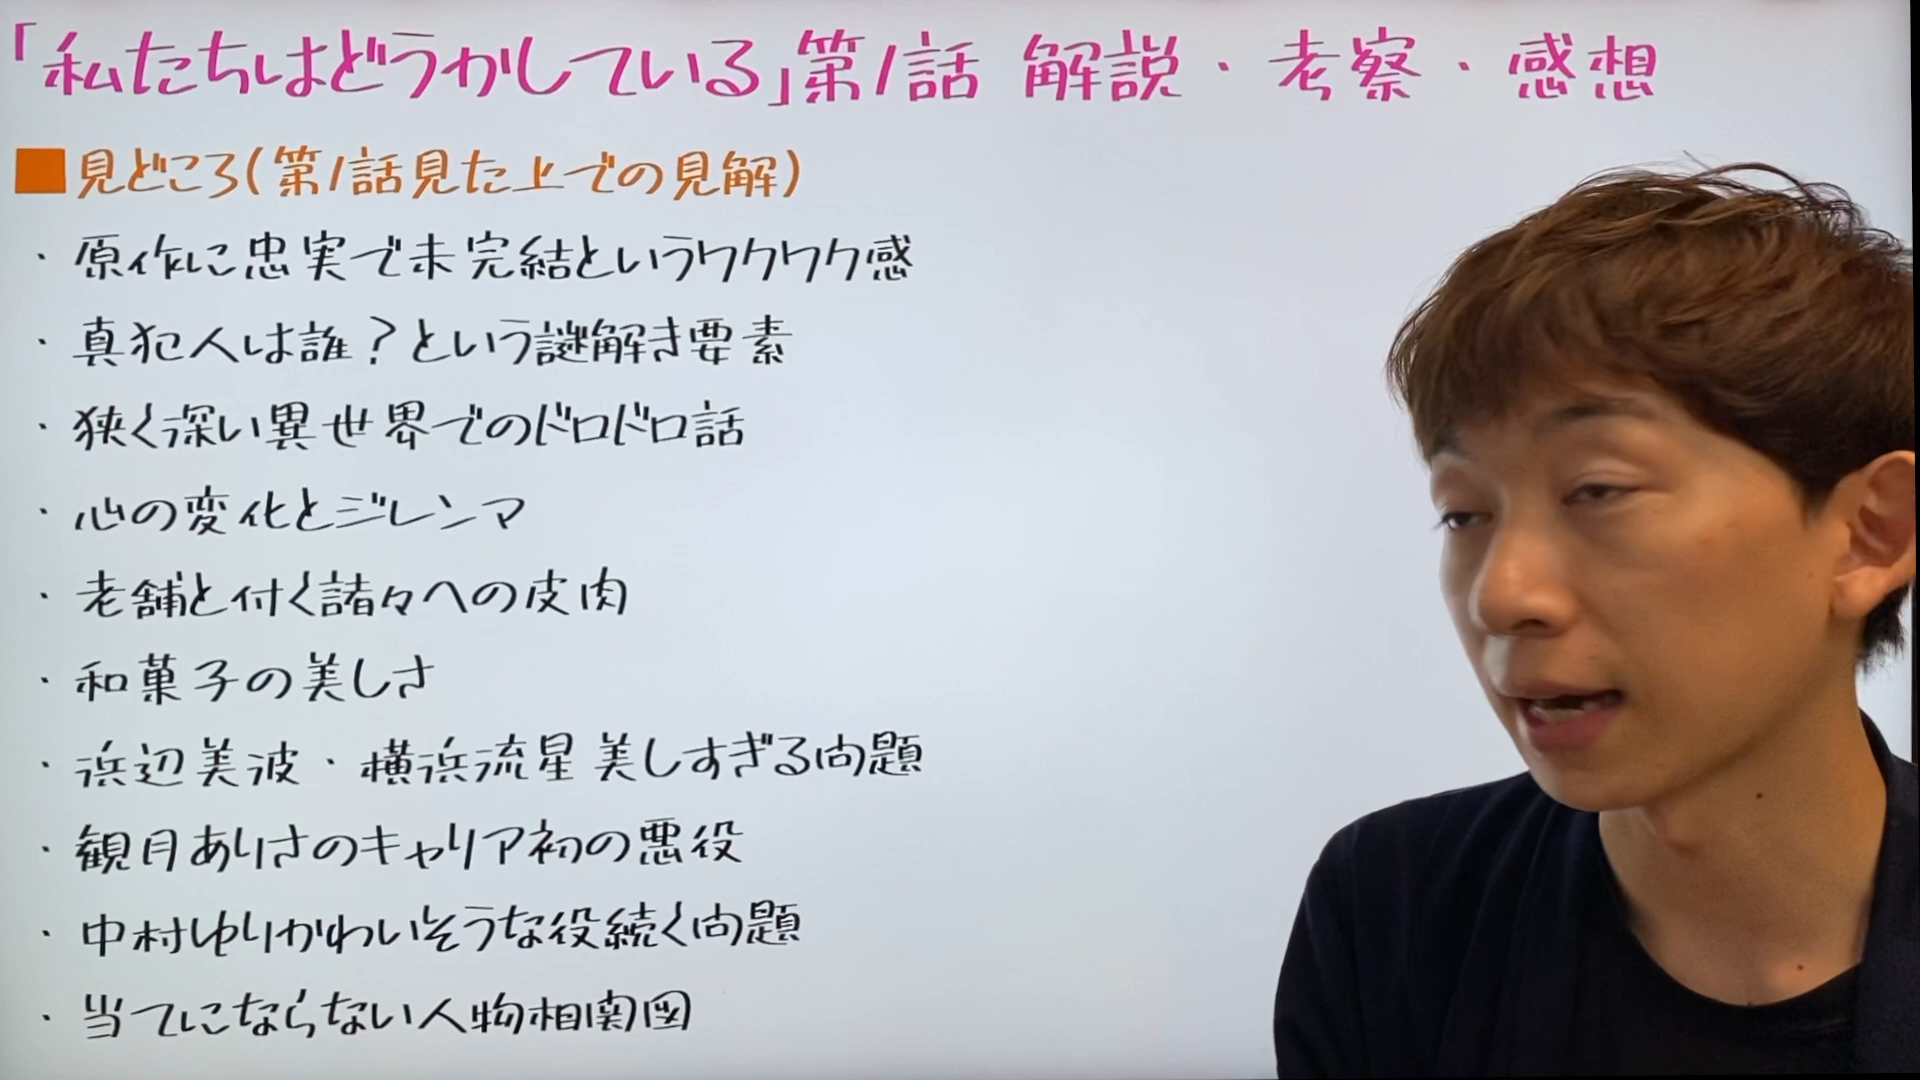 「私たちはどうかしている」第1話 解説・考察・感想
■見どころ(第1話見た上での見解)
・原作に忠実で未完結というワクワク感
・真犯人は誰?という謎解き要素
・狭く深い異世界でのドロドロ話
・心の変化とジレンマ
・老舗と付く諸々への皮肉
・和菓子の美しさ
・浜辺美波・横浜流星美しすぎる問題
・観月ありさのキャリア初の悪役
・中村ゆりかわいそうな役続く問題
・当てにならない人物相関図